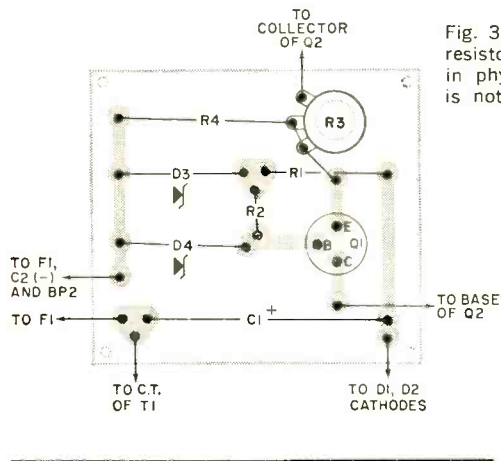 TO
COLLECTOR
OF Q2
Fig. 3
resisto
in phy
is not
R4
R3
D3
R1
R2
E
B
Q1
C
D4
TO F1,
C2 (-)
AND BP2
TO F1
C1 +
TO BASE
OF Q2
TO C.T.
OF T1
TO D1, D2
CATHODES